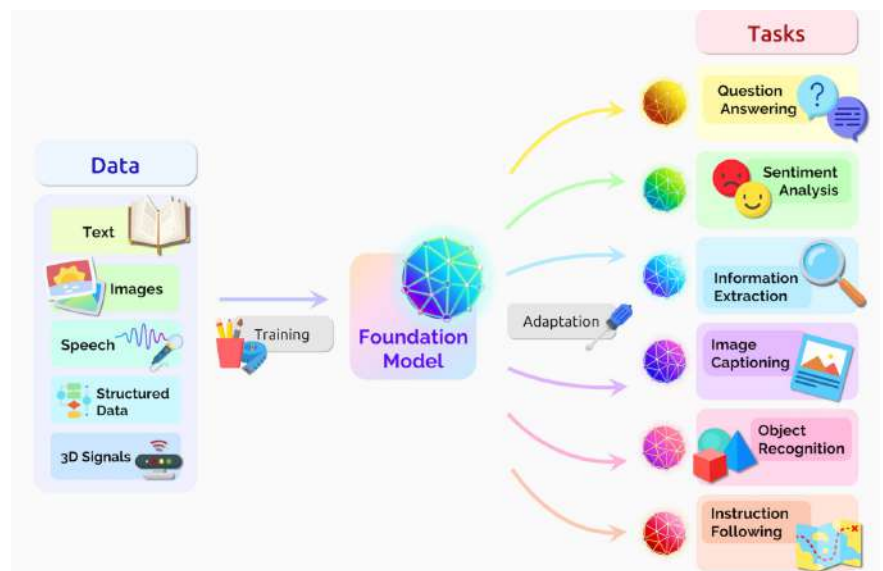 Data
Text
Images
Speech
Structured
Data
3D Signals
Training
Foundation
Model
Adaptation
Tasks
Question
Answering
?
Sentiment
Analysis
Information
Extraction
Image
Captioning
Object
Recognition
Instruction
Following